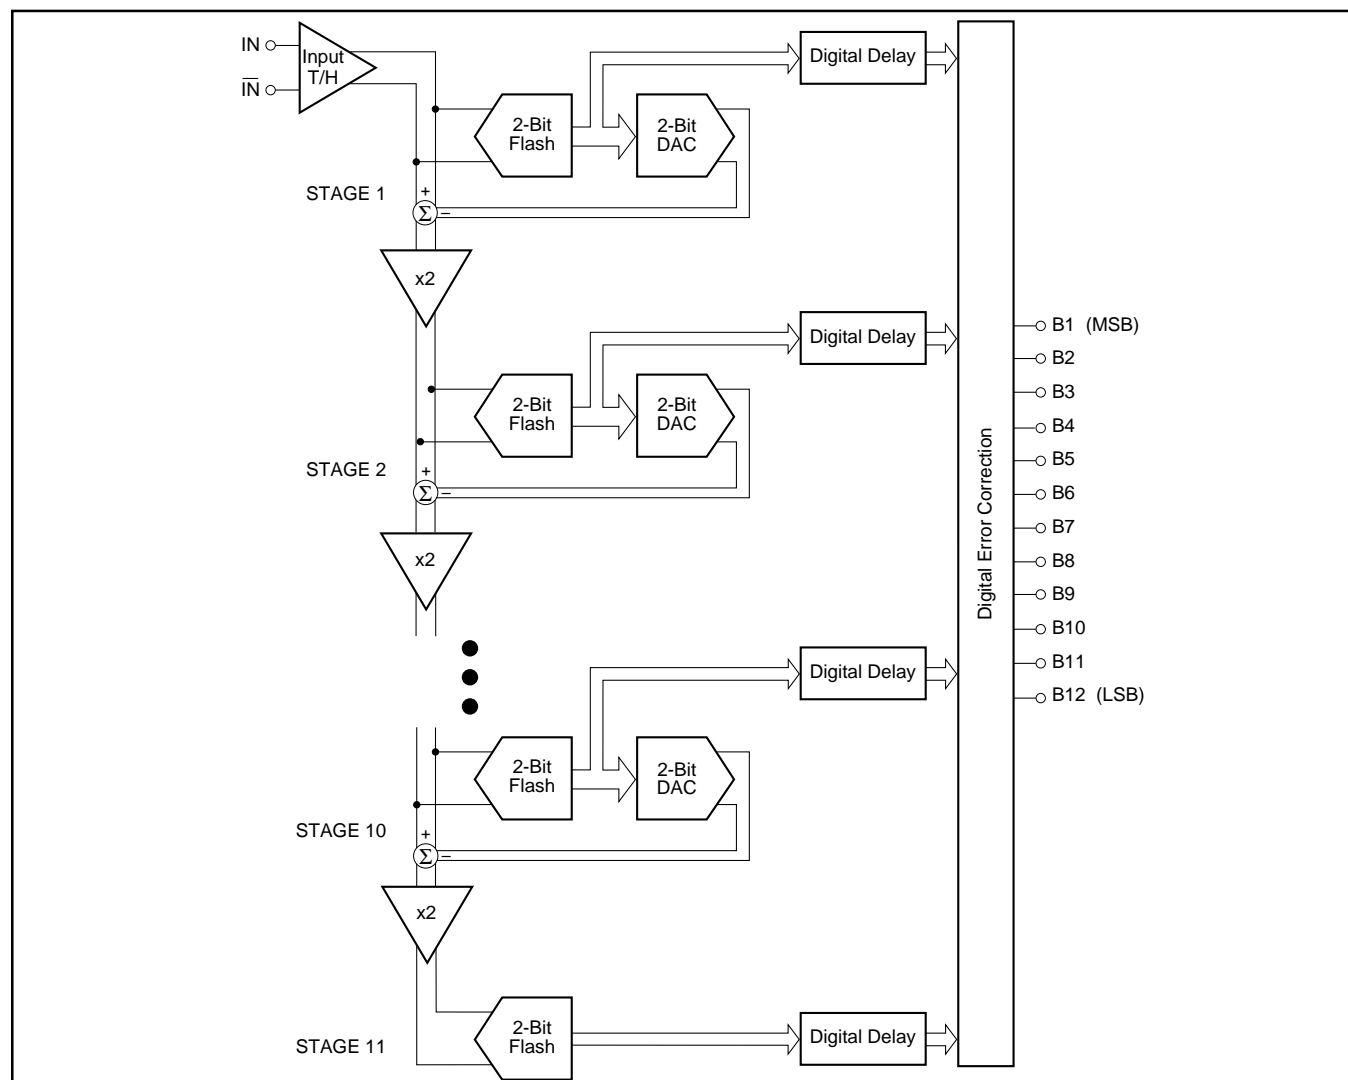 IN
Input
T/H
IN
Digital Delay
2-Bit
Flash
2-Bit
DAC
STAGE 1
+
Σ
–
x2
Digital Delay
2-Bit
Flash
2-Bit
DAC
STAGE 2
+
Σ
–
x2
Digital Delay
2-Bit
Flash
2-Bit
DAC
STAGE 10
+
Σ
–
x2
2-Bit
Flash
Digital Delay
STAGE 11
Digital Error Correction
B1 (MSB)
B2
B3
B4
B5
B6
B7
B8
B9
B10
B11
B12 (LSB)